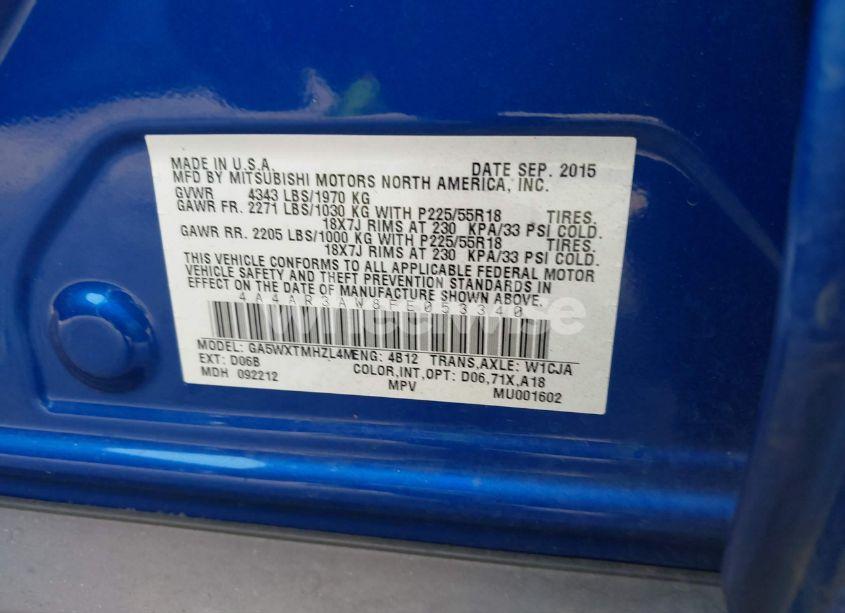 MADE IN U.S.A. DATE SEP. 2015
MFD BY MITSUBISHI MOTORS NORTH AMERICA, INC.
GVWR 4343 LBS/1970 KG
GAWR FR. 2271 LBS/1030 KG WITH P225/55R18 TIRES.
18X7J RIMS AT 230 KPA/33 PSI COLD.
GAWR RR. 2205 LBS/1000 KG WITH P225/55R18 TIRES.
18X7J RIMS AT 230 KPA/33 PSI COLD.
THIS VEHICLE CONFORMS TO ALL APPLICABLE FEDERAL MOTOR
VEHICLE SAFETY AND THEFT PREVENTION STANDARDS IN
EFFECT ON THE DATE OF MANUFACTURE SHOWN ABOVE.
4A4AR3AW8FE053340
MODEL: GA5WXTMHZL4M ENG: 4B12 TRANS,AXLE: W1CJA
EXT: D06B COLOR,INT,OPT: D06,71X,A18
MDH 092212 MPV MU001602